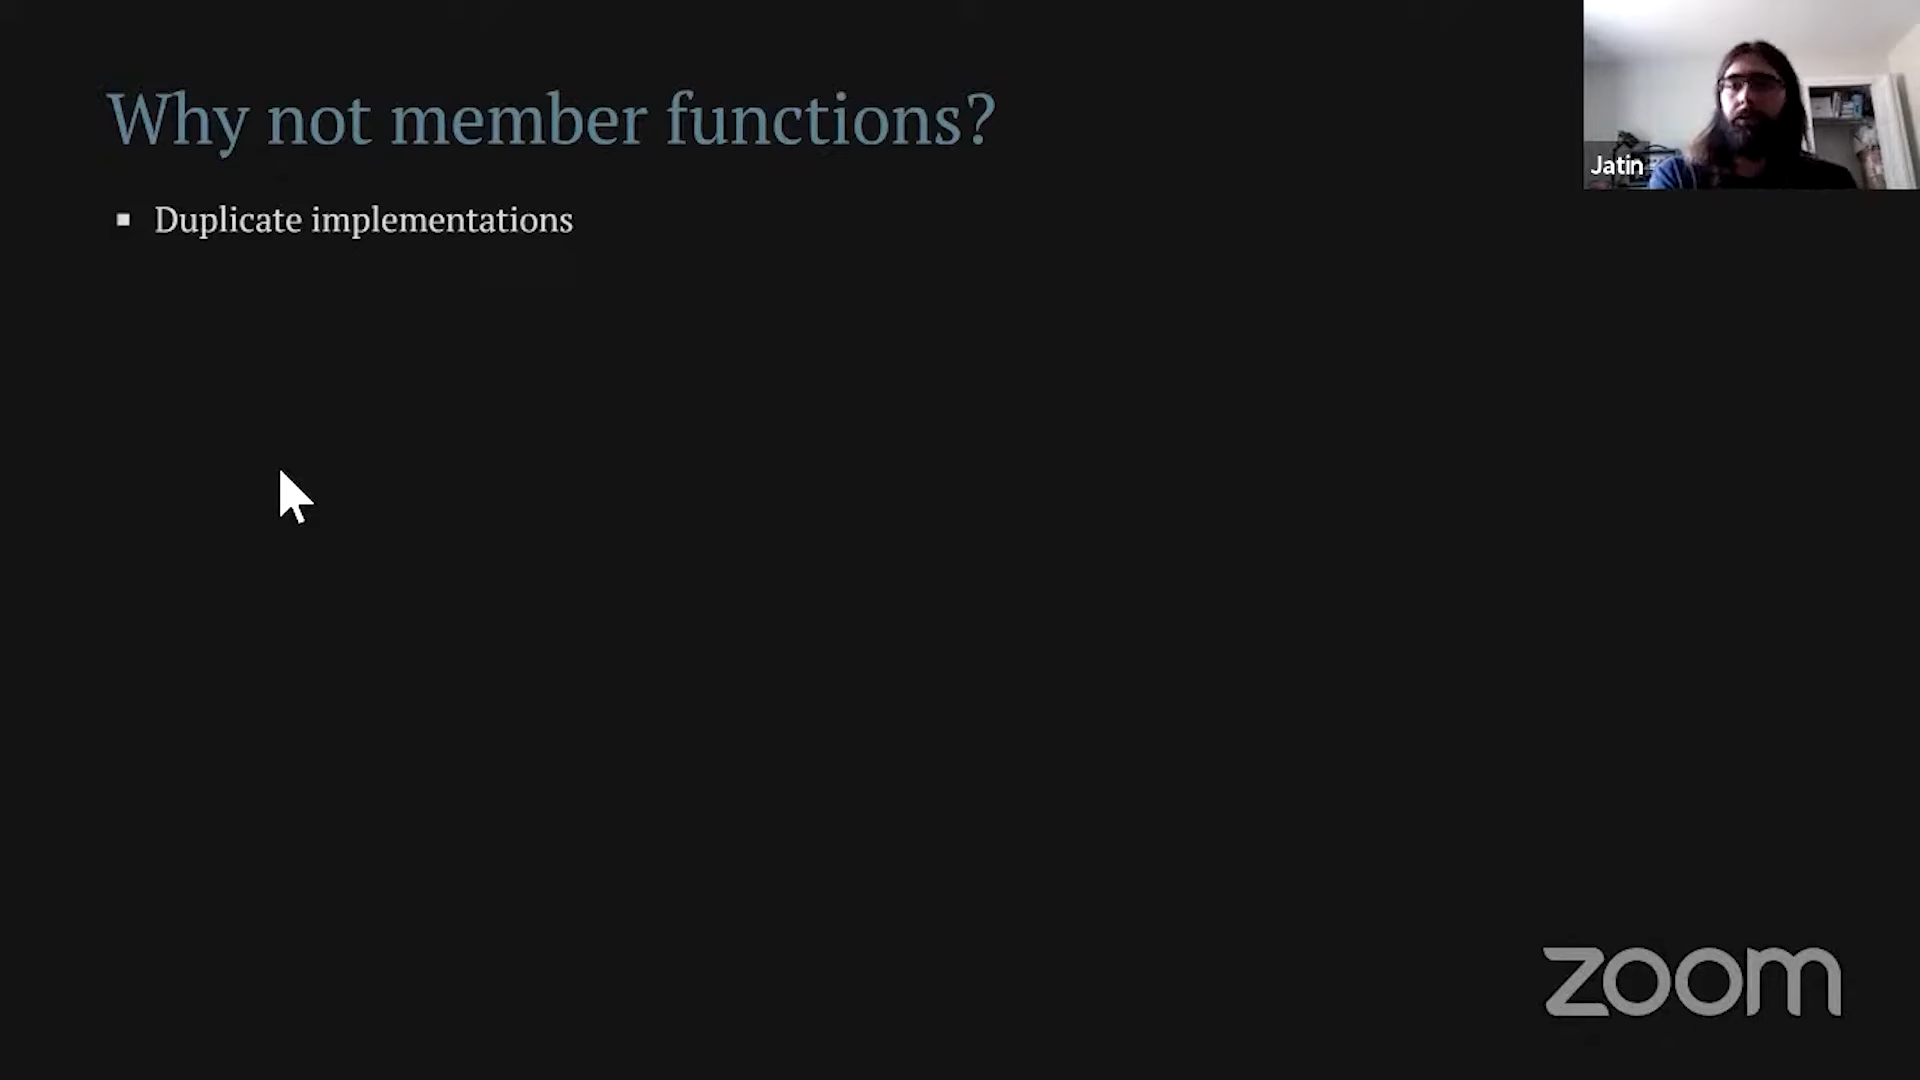 Why not member functions?
Jatin
▪ Duplicate implementations
zoom